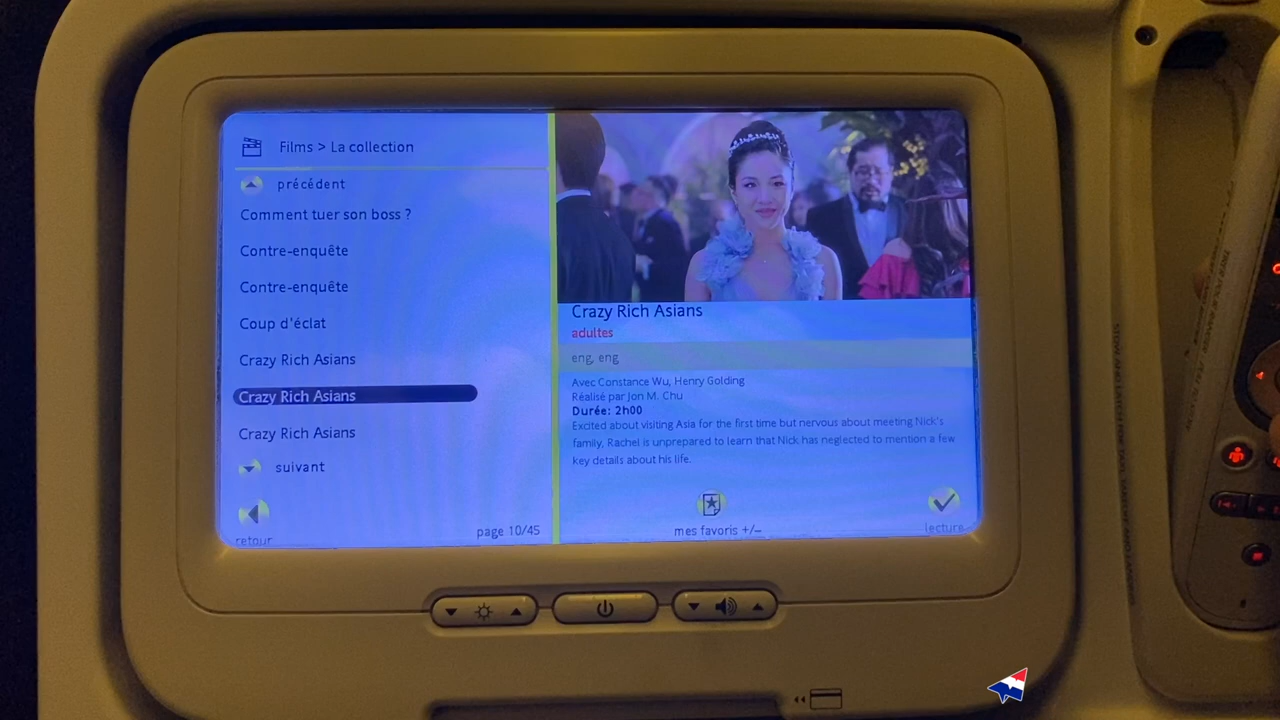 Films > La collection
précédent
Comment tuer son boss ?
Contre-enquête
Contre-enquête
Coup d'éclat
Crazy Rich Asians
Crazy Rich Asians
Crazy Rich Asians
suivant
retour
page 10/45
Crazy Rich Asians
adultes
eng, eng
Avec Constance Wu, Henry Golding
Réalisé par Jon M. Chu
Durée: 2h00
Excited about visiting Asia for the first time but nervous about meeting Nick's
family, Rachel is unprepared to learn that Nick has neglected to mention a few
key details about his life.
mes favoris +/_
lecture